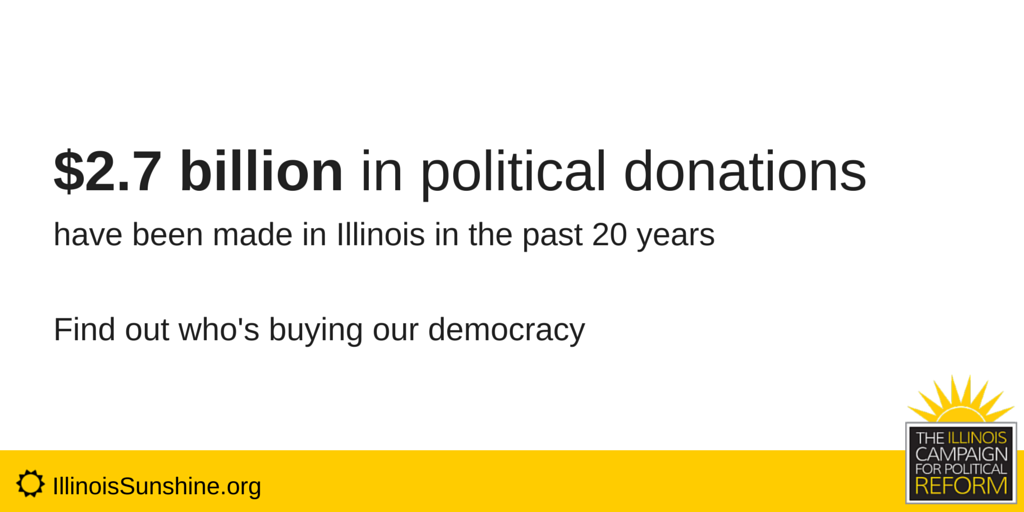 $2.7 billion in political donations
have been made in Illinois in the past 20 years
Find out who's buying our democracy
IllinoisSunshine.org
THE ILLINOIS
CAMPAIGN
FOR POLITICAL
REFORM